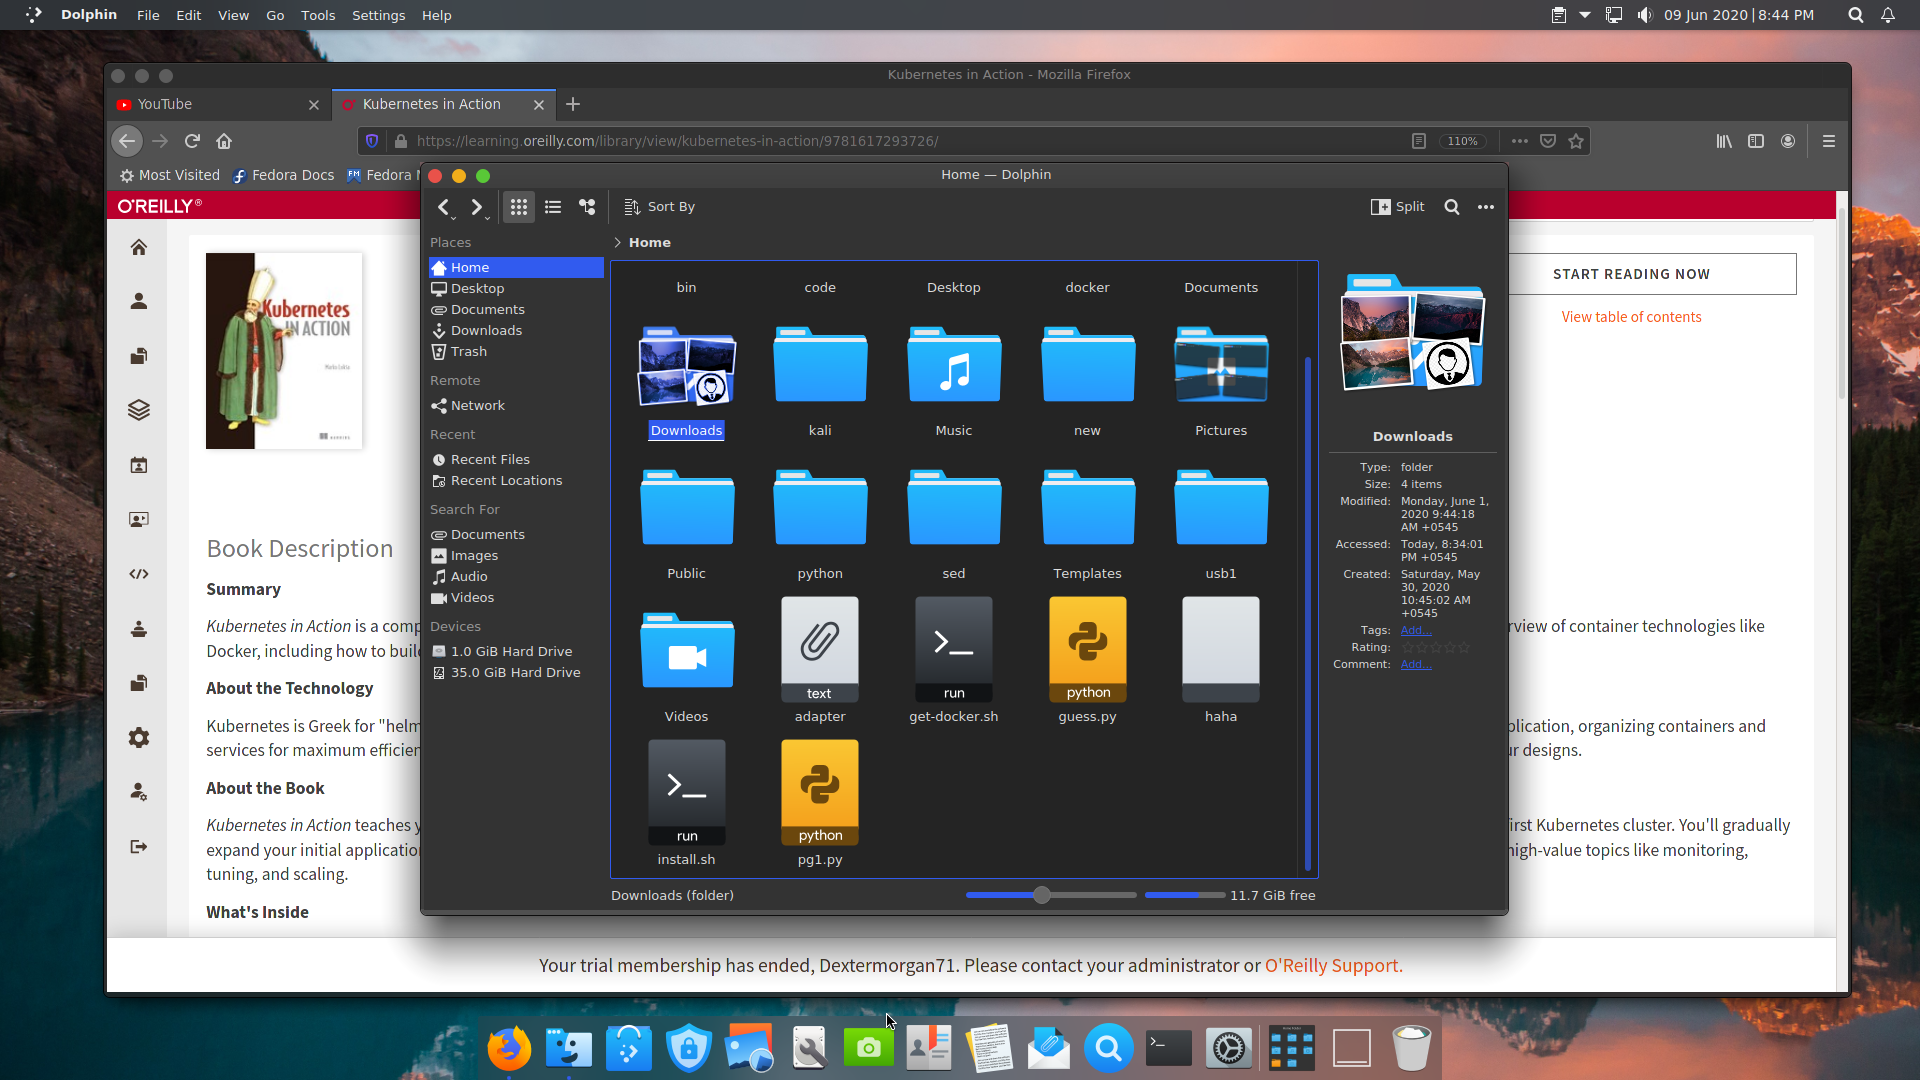 Dolphin File Edit View Go Tools Settings Help
09 Jun 2020 | 8:44 PM
Kubernetes in Action - Mozilla Firefox
YouTube
Kubernetes in Action
https://learning.oreilly.com/library/view/kubernetes-in-action/9781617293726/
110%
Most Visited Fedora Docs Fedora
O'REILLY®
Kubernetes
IN ACTION
MANNING
START READING NOW
View table of contents
Book Description
Summary
Kubernetes in Action is a comp
rview of container technologies like
Docker, including how to buil
About the Technology
Kubernetes is Greek for "helm
plication, organizing containers and
services for maximum efficien
ur designs.
About the Book
Kubernetes in Action teaches y
irst Kubernetes cluster. You'll gradually
expand your initial applicatio
high-value topics like monitoring,
tuning, and scaling.
What's Inside
Your trial membership has ended, Dextermorgan71. Please contact your administrator or O'Reilly Support.
Home — Dolphin
Sort By
Split
Places
Home
Desktop
Documents
Downloads
Trash
Remote
Network
Recent
Recent Files
Recent Locations
Search For
Documents
Images
Audio
Videos
Devices
1.0 GiB Hard Drive
35.0 GiB Hard Drive
Home
bin code Desktop docker Documents
Downloads kali Music new Pictures
Public python sed Templates usb1
text run python
Videos adapter get-docker.sh guess.py haha
run python
install.sh pg1.py
Downloads (folder)
11.7 GiB free
Downloads
Type: folder
Size: 4 items
Modified: Monday, June 1,
2020 9:44:18
AM +0545
Accessed: Today, 8:34:01
PM +0545
Created: Saturday, May
30, 2020
10:45:02 AM
+0545
Tags: Add...
Rating:
Comment: Add...